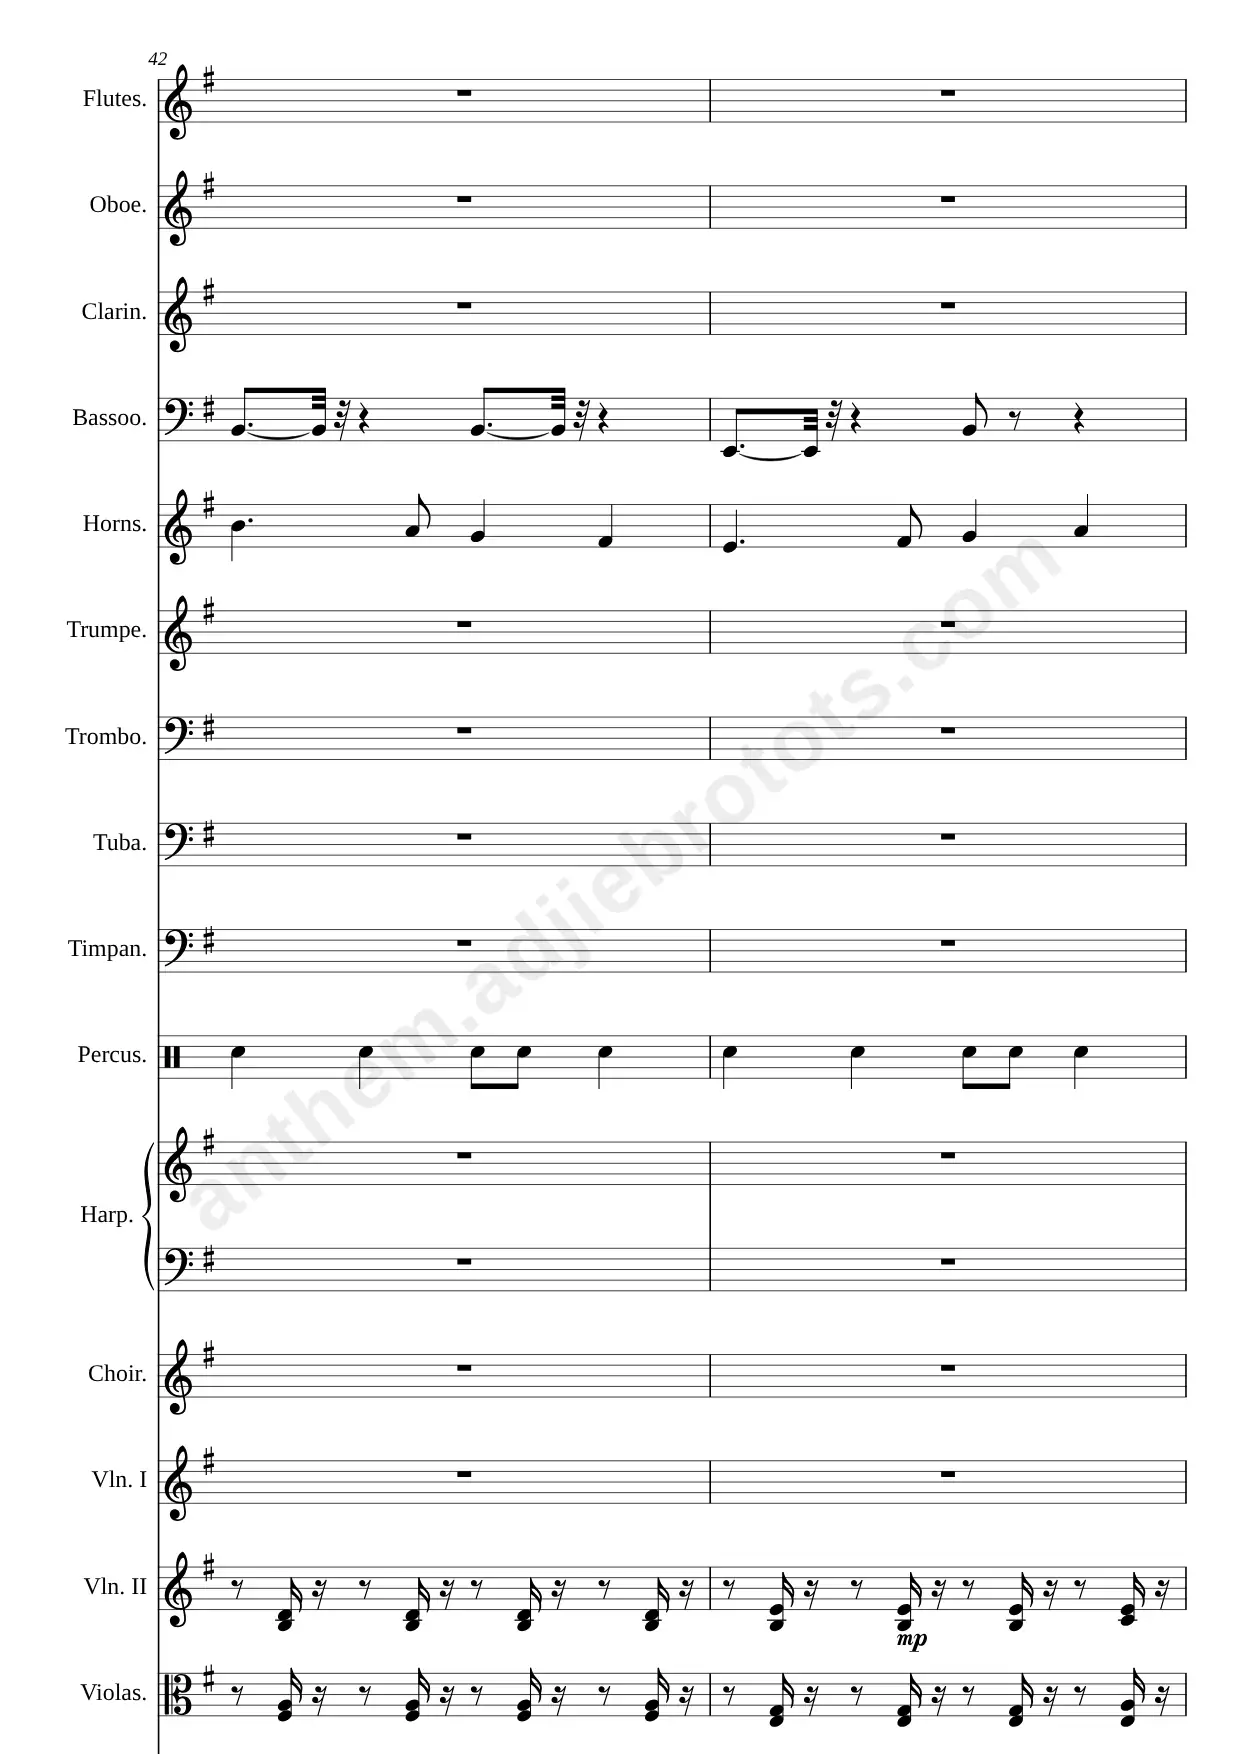 42
Flutes.
Oboe.
Clarin.
Bassoo.
Horns.
Trumpe.
Trombo.
Tuba.
Timpan.
Percus.
Harp.
Choir.
Vln. I
Vln. II
mp
Violas.
anthem.adjiebrotots.com